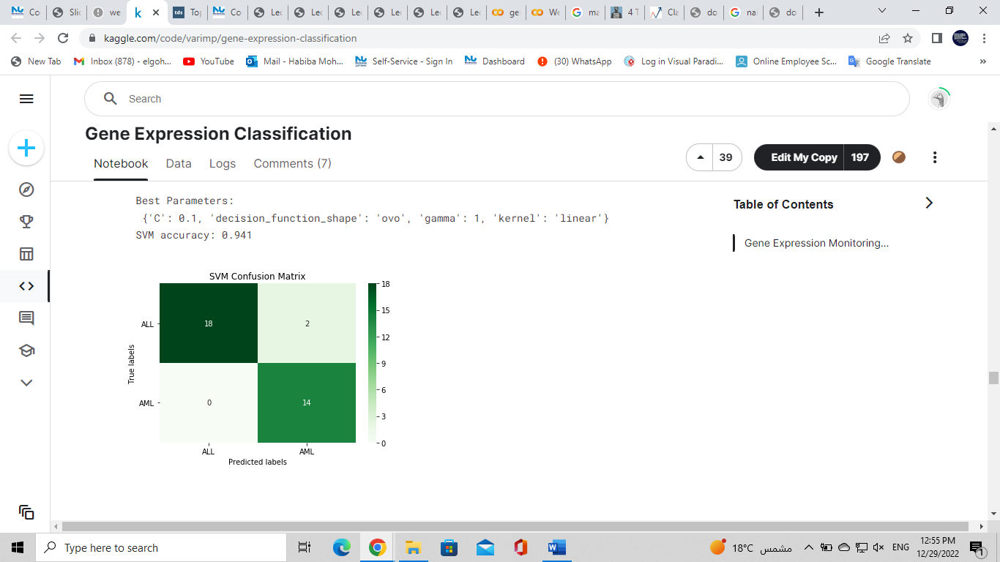 Co
Slic
we
k
tds
Top
Co
Lec
Lec
Lec
Lec
Lec
Lec
ge
We
ma
4 T
Cla
do
na
do
kaggle.com/code/varimp/gene-expression-classification
New Tab
Inbox (878) - elgoh...
YouTube
Mail - Habiba Moh...
Self-Service - Sign In
Dashboard
(30) WhatsApp
Log in Visual Paradi...
Online Employee Sc...
Google Translate
»
Search
Gene Expression Classification
Notebook
Data
Logs
Comments (7)
39
Edit My Copy
197
Best Parameters:
{'C': 0.1, 'decision_function_shape': 'ovo', 'gamma': 1, 'kernel': 'linear'}
SVM accuracy: 0.941
Table of Contents
Gene Expression Monitoring...
SVM Confusion Matrix
True labels
ALL
AML
18
2
0
14
ALL
AML
Predicted labels
18
15
12
9
6
3
0
Type here to search
18°C
مشمس
ENG
12:55 PM
12/29/2022
1